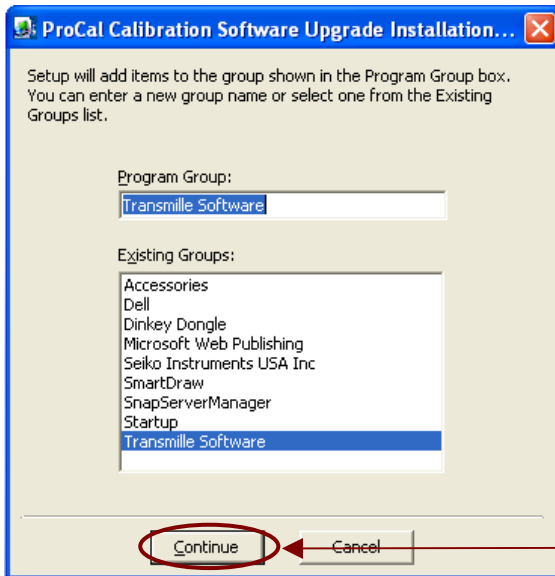 ProCal Calibration Software Upgrade Installation...
Setup will add items to the group shown in the Program Group box.
You can enter a new group name or select one from the Existing
Groups list.
Program Group:
Transmille Software
Existing Groups:
Accessories
Dell
Dinkey Dongle
Microsoft Web Publishing
Seiko Instruments USA Inc
SmartDraw
SnapServerManager
Startup
Transmille Software
Continue
Cancel